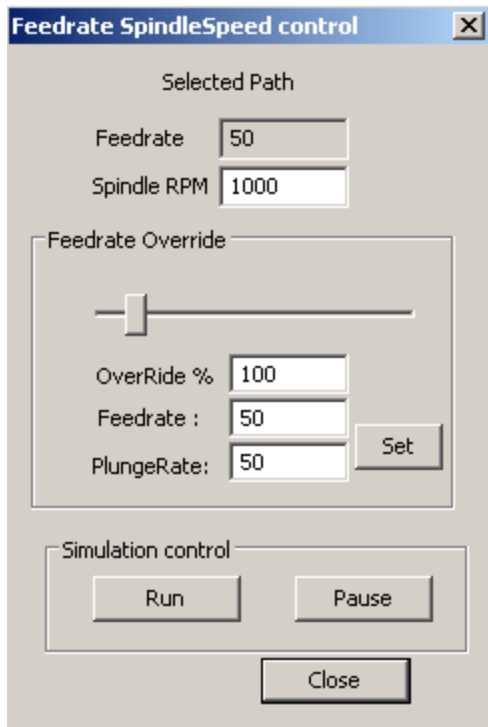 Feedrate SpindleSpeed control
Selected Path
Feedrate 50
Spindle RPM 1000
Feedrate Override
OverRide % 100
Feedrate : 50
PlungeRate: 50
Set
Simulation control
Run Pause
Close